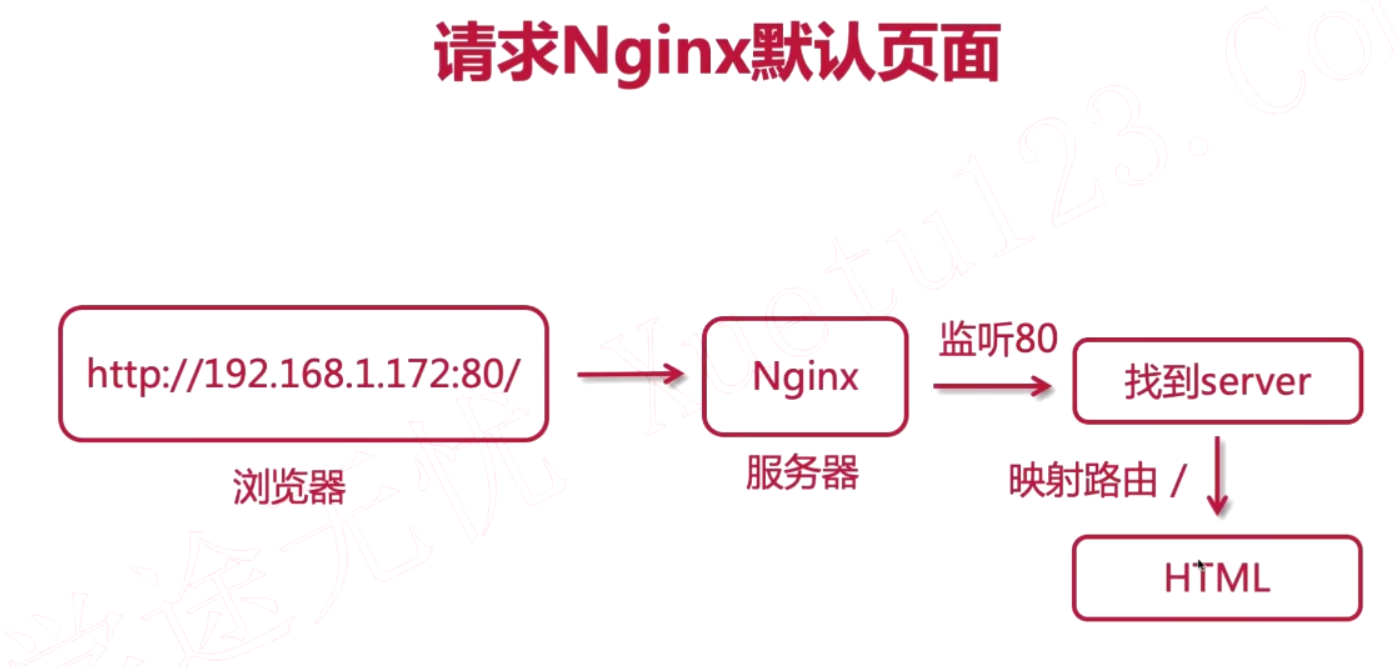 请求Nginx默认页面
http://192.168.1.172:80/
浏览器
Nginx
服务器
监听80
找到server
映射路由 /
HTML
学途无忧 Xuetu123.Com